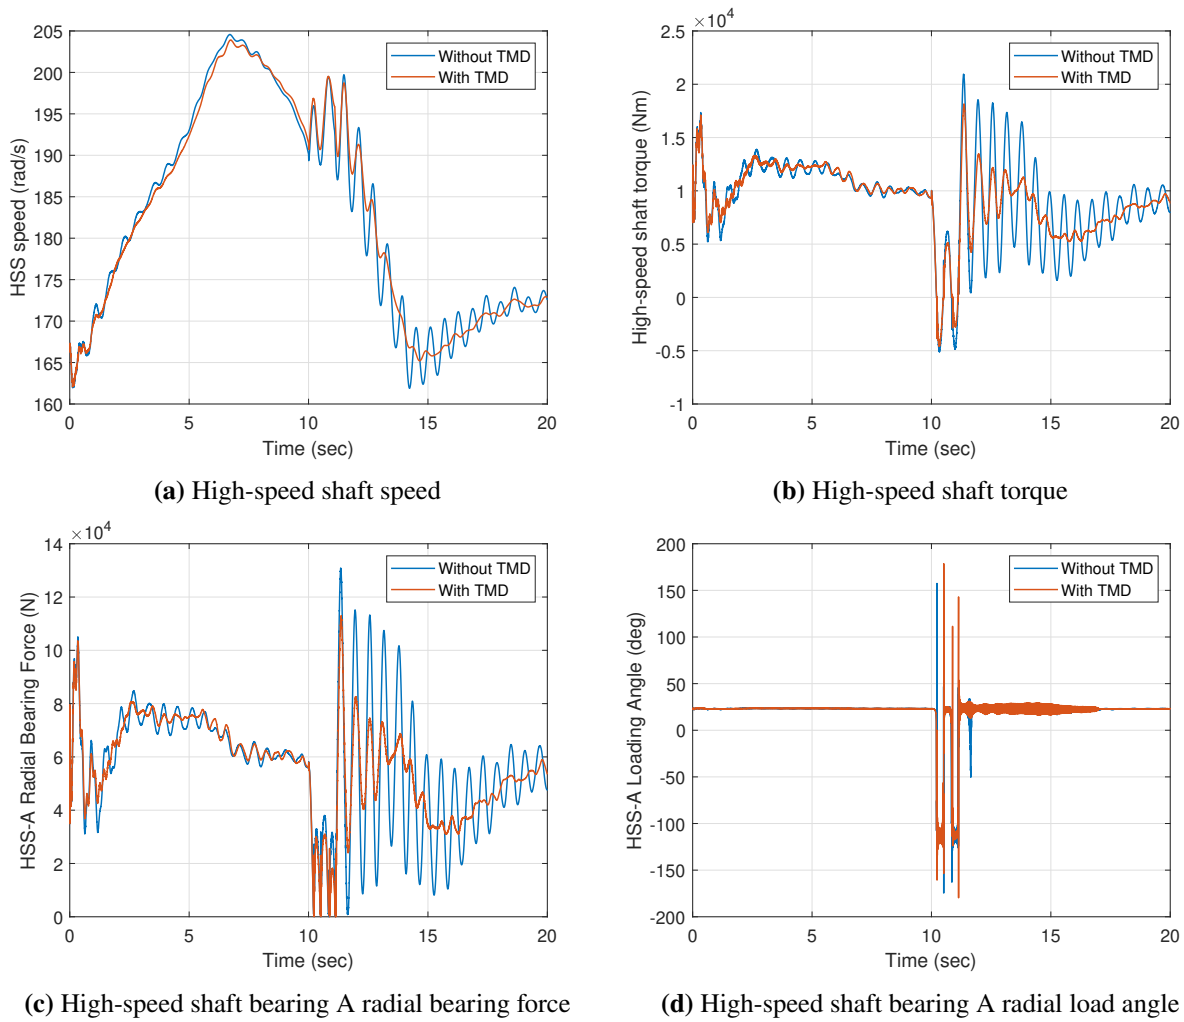 205
200
195
190
185
180
175
170
165
160
HSS speed (rad/s)
Without TMD
With TMD
0 5 10 15 20
Time (sec)
(a) High-speed shaft speed
×10⁴
2.5
2
1.5
1
0.5
0
-0.5
-1
High-speed shaft torque (Nm)
Without TMD
With TMD
0 5 10 15 20
Time (sec)
(b) High-speed shaft torque
×10⁴
14
12
10
8
6
4
2
0
HSS-A Radial Bearing Force (N)
Without TMD
With TMD
0 5 10 15 20
Time (sec)
(c) High-speed shaft bearing A radial bearing force
200
150
100
50
0
-50
-100
-150
-200
HSS-A Loading Angle (deg)
Without TMD
With TMD
0 5 10 15 20
Time (sec)
(d) High-speed shaft bearing A radial load angle